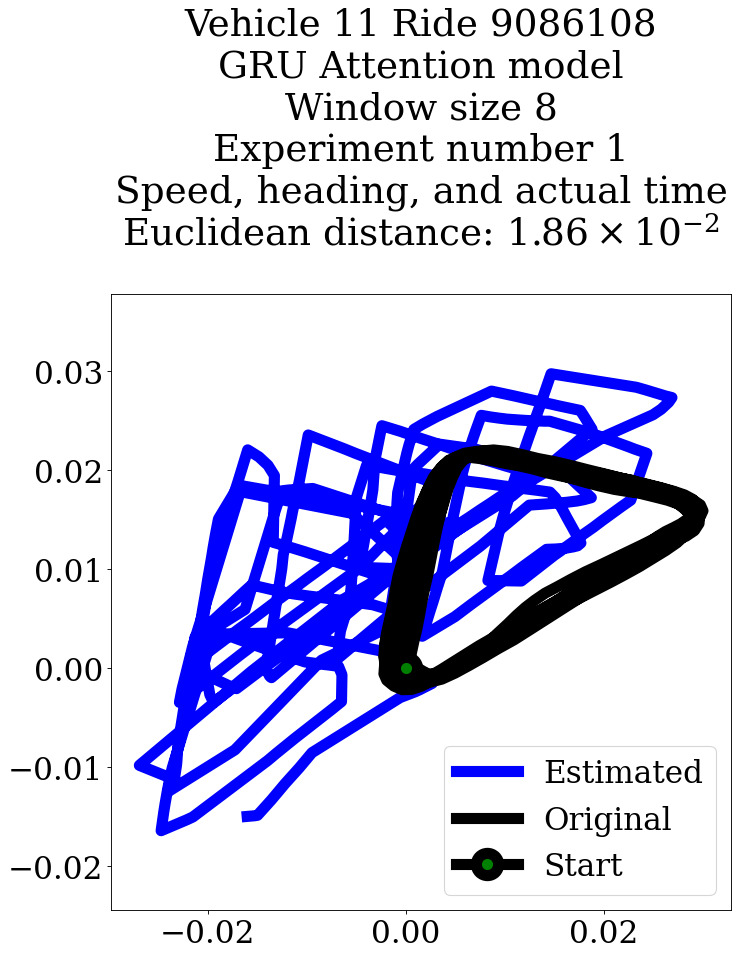 Vehicle 11 Ride 9086108
GRU Attention model
Window size 8
Experiment number 1
Speed, heading, and actual time
Euclidean distance: 1.86 × 10⁻²
0.03
0.02
0.01
0.00
−0.01
−0.02
Estimated
Original
Start
−0.02
0.00
0.02